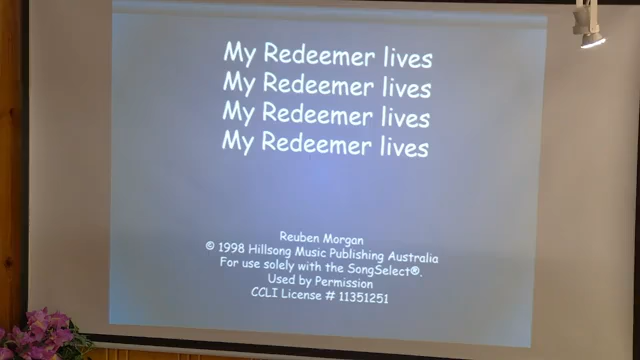 My Redeemer lives
My Redeemer lives
My Redeemer lives
My Redeemer lives
Reuben Morgan
© 1998 Hillsong Music Publishing Australia
For use solely with the SongSelect®.
Used by Permission
CCLI License # 11351251